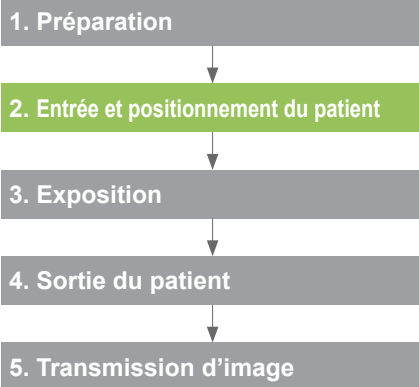 1. Préparation
2. Entrée et positionnement du patient
3. Exposition
4. Sortie du patient
5. Transmission d’image